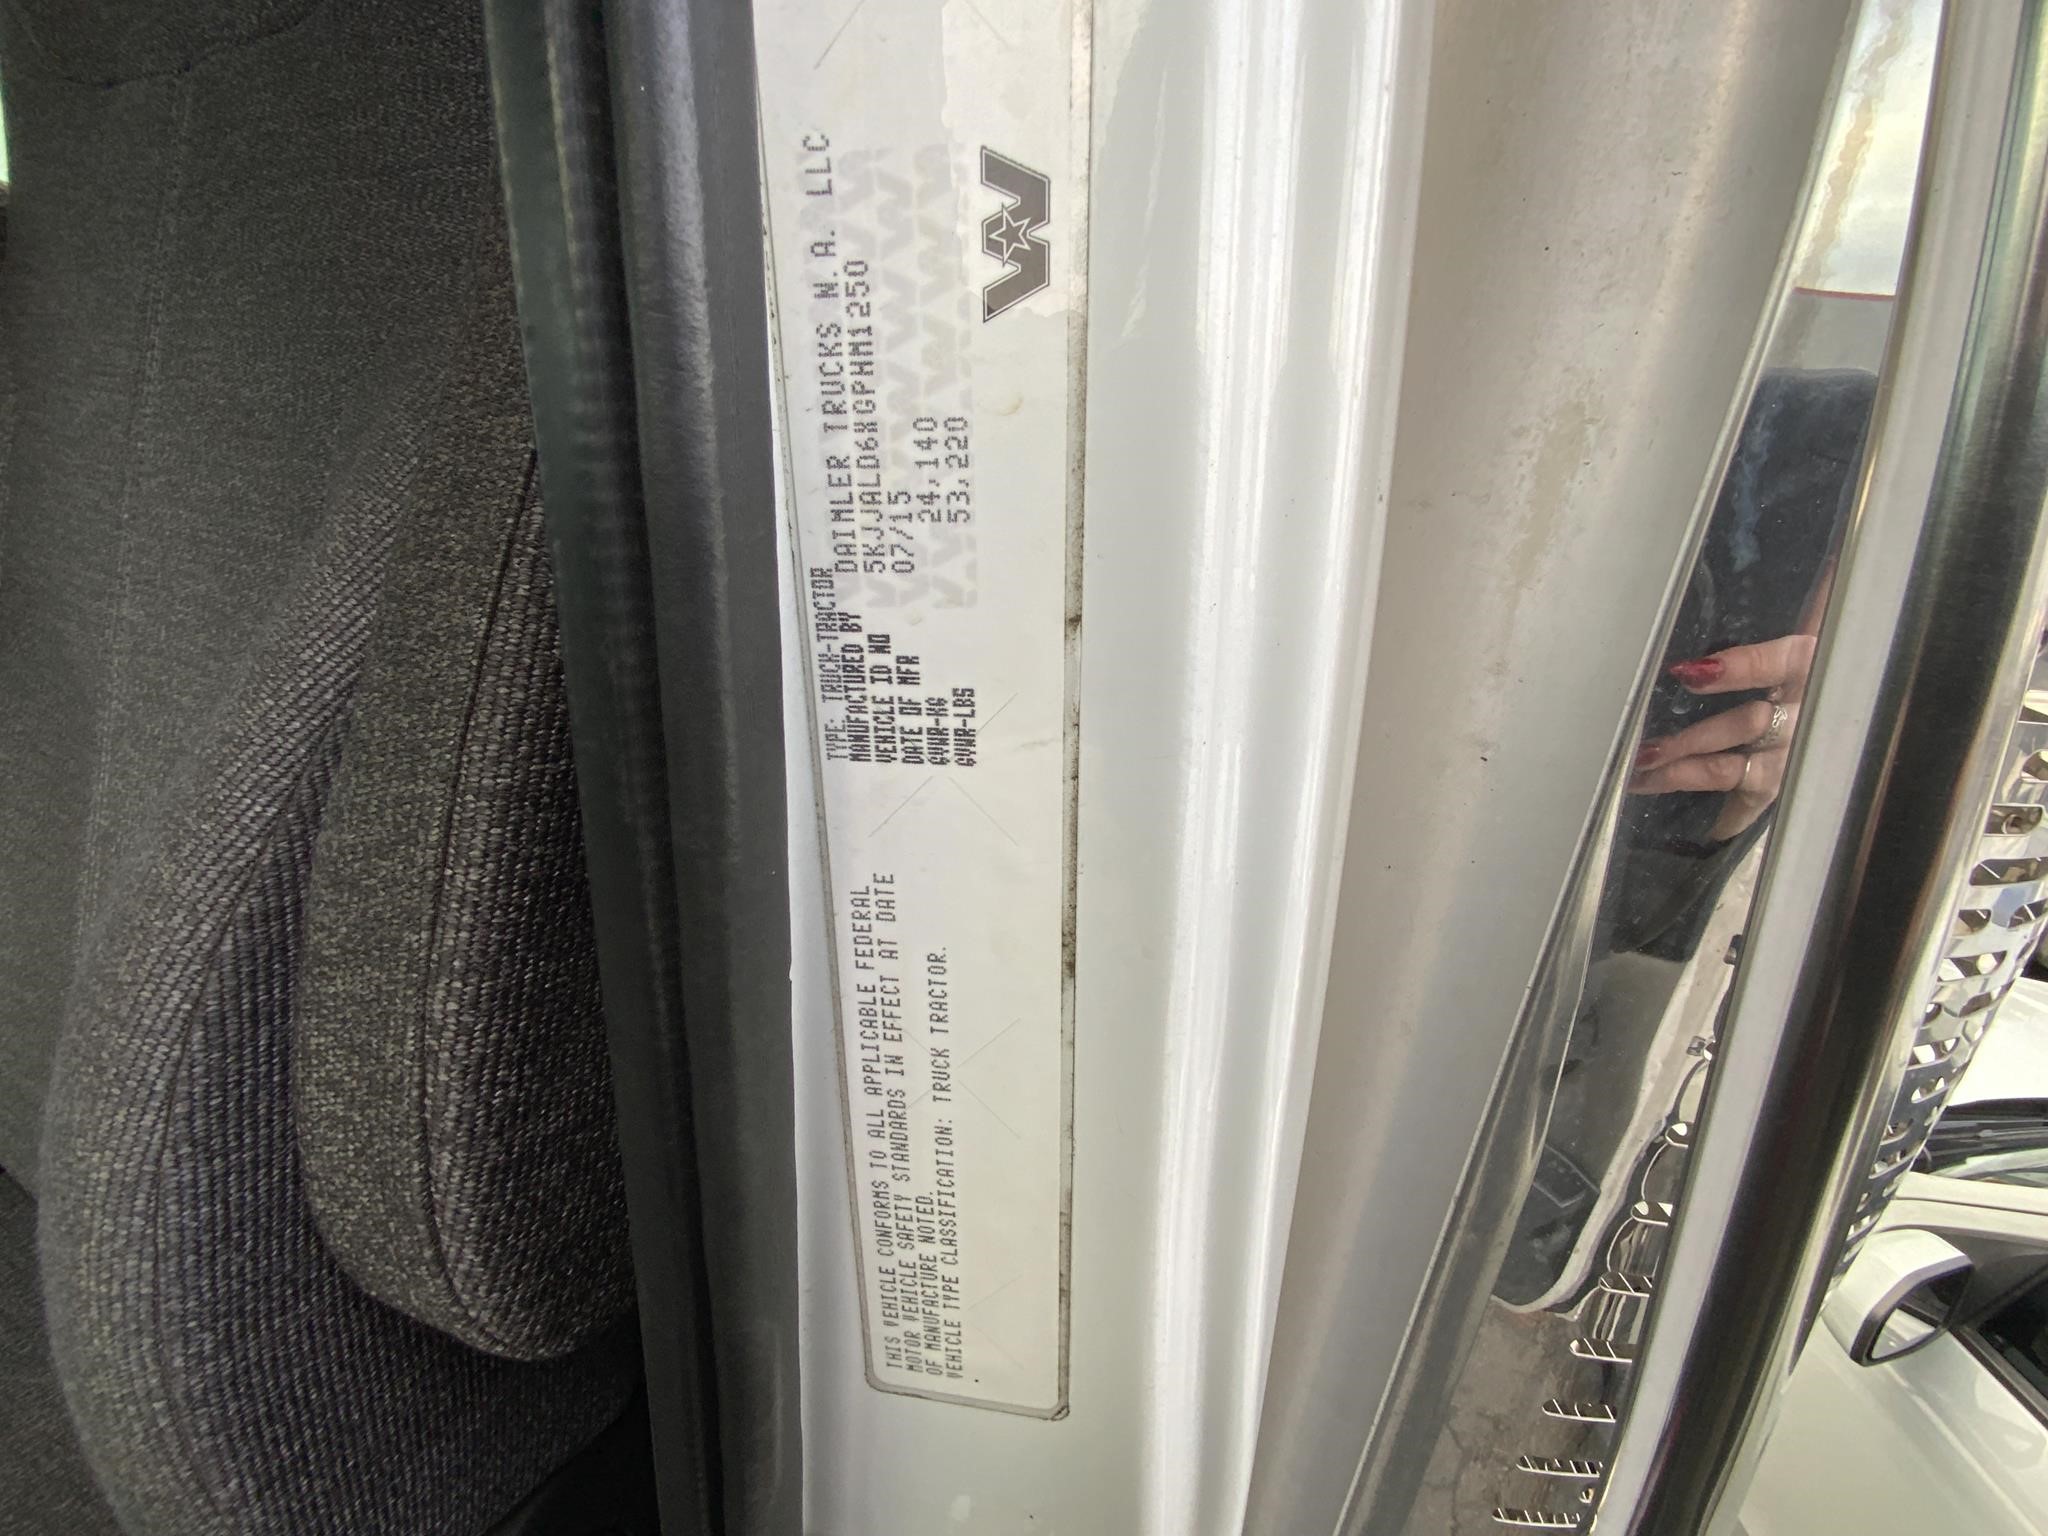 TYPE: TRUCK-TRACTOR
MANUFACTURED BY DAIMLER TRUCKS N.A. LLC
VEHICLE ID NO 5KJJALD6XGPHM1250
DATE OF MFR 07/15
GVWR-KG 24,140
GVWR-LBS 53,220
THIS VEHICLE CONFORMS TO ALL APPLICABLE FEDERAL
MOTOR VEHICLE SAFETY STANDARDS IN EFFECT AT DATE
OF MANUFACTURE NOTED.
VEHICLE TYPE CLASSIFICATION: TRUCK TRACTOR.